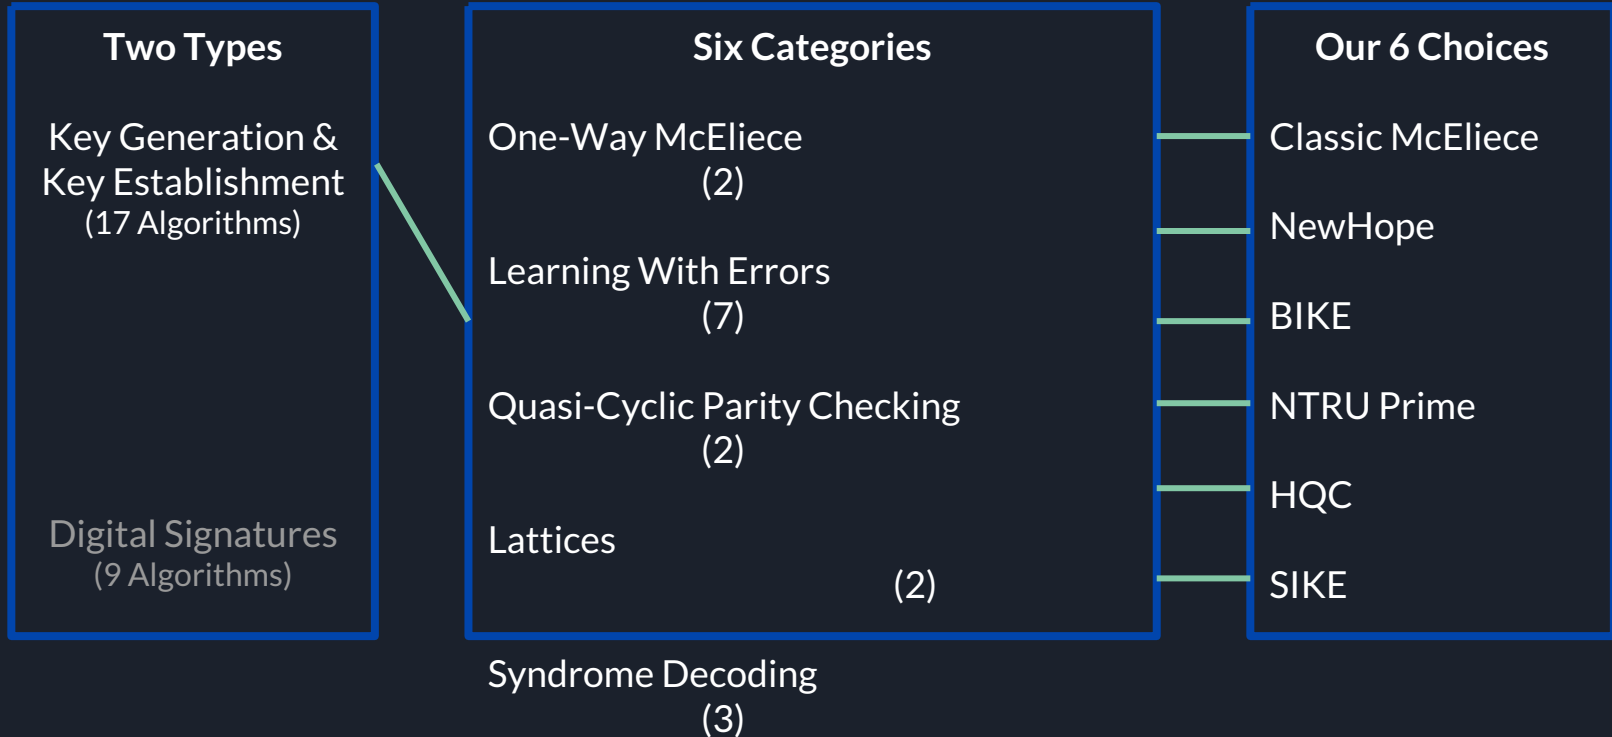 Two Types
Key Generation &
Key Establishment
(17 Algorithms)
Digital Signatures
(9 Algorithms)
Six Categories
One-Way McEliece
(2)
Learning With Errors
(7)
Quasi-Cyclic Parity Checking
(2)
Lattices
(2)
Syndrome Decoding
(3)
Our 6 Choices
Classic McEliece
NewHope
BIKE
NTRU Prime
HQC
SIKE